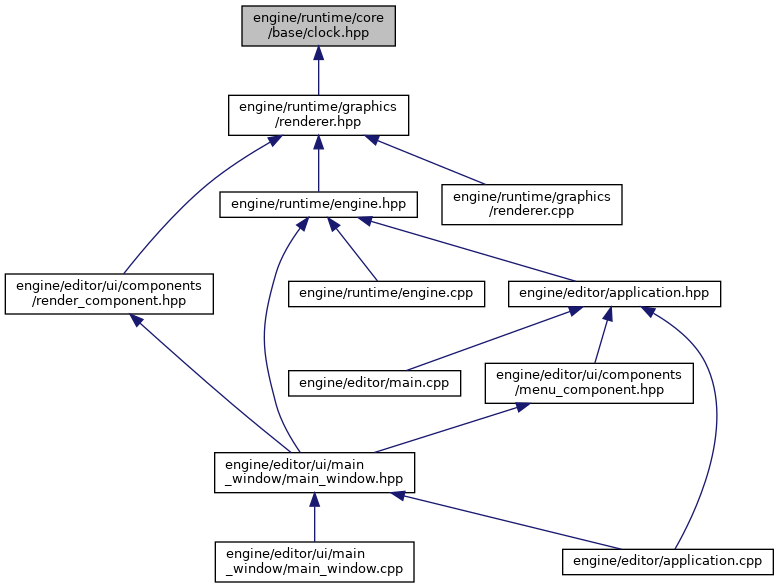 engine/runtime/core
/base/clock.hpp
engine/runtime/graphics
/renderer.hpp
engine/runtime/engine.hpp
engine/runtime/graphics
/renderer.cpp
engine/editor/ui/components
/render_component.hpp
engine/runtime/engine.cpp
engine/editor/application.hpp
engine/editor/main.cpp
engine/editor/ui/components
/menu_component.hpp
engine/editor/ui/main
_window/main_window.hpp
engine/editor/ui/main
_window/main_window.cpp
engine/editor/application.cpp